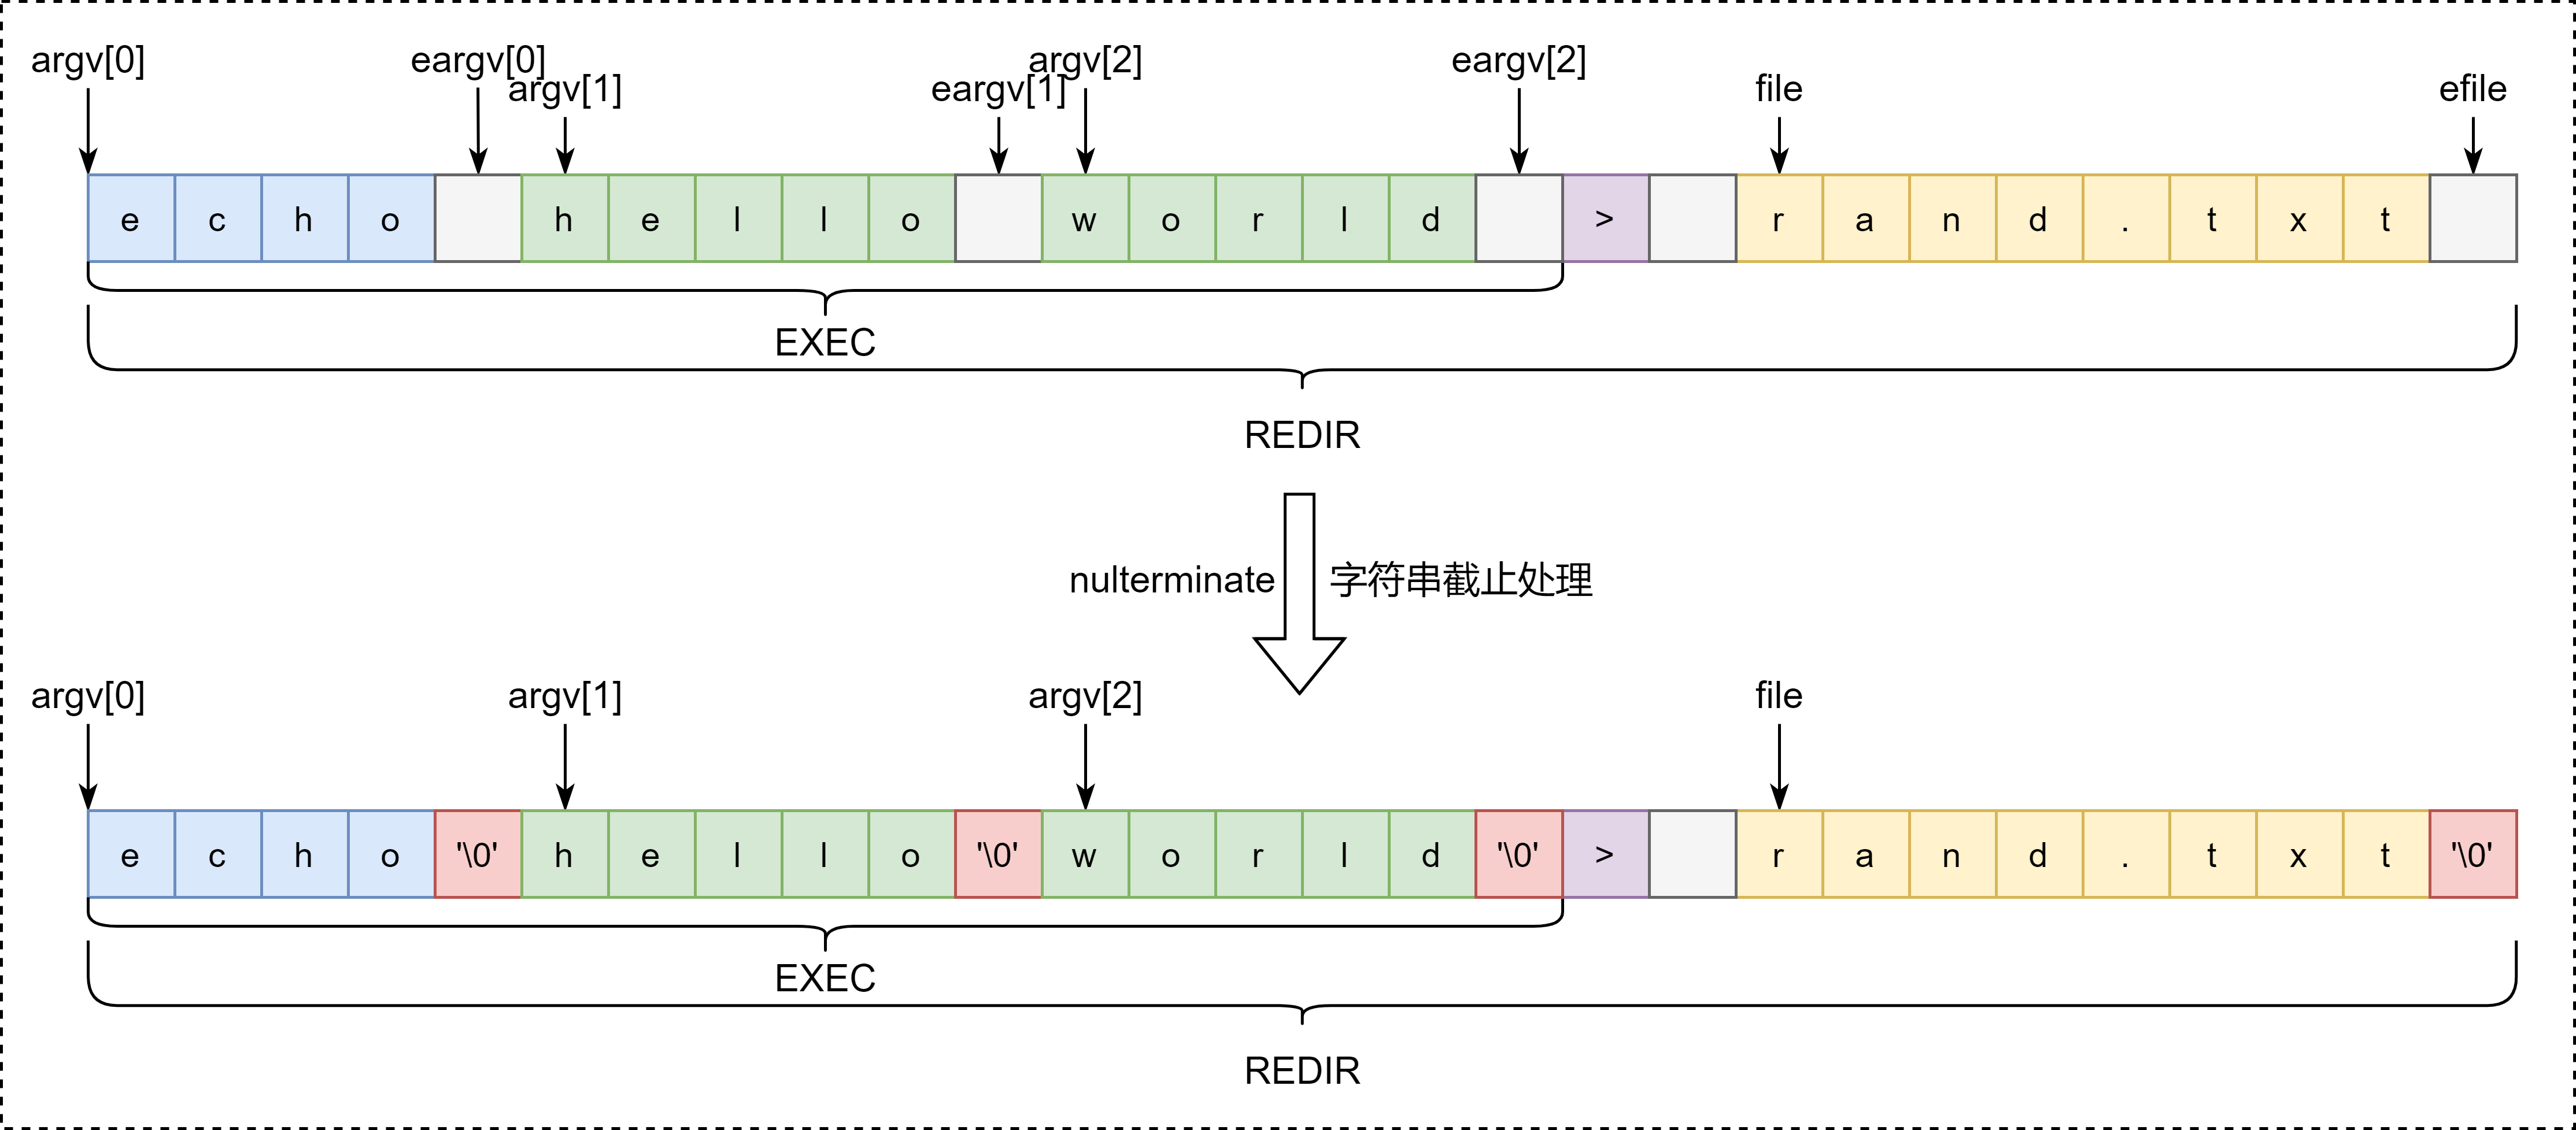 argv[0] eargv[0] argv[2] eargv[2]
argv[1] eargv[1] file efile
e c h o h e l l o w o r l d > r a n d . t x t
EXEC
REDIR
nulterminate 字符串截止处理
argv[0] argv[1] argv[2] file
e c h o '\0' h e l l o '\0' w o r l d '\0' > r a n d . t x t '\0'
EXEC
REDIR